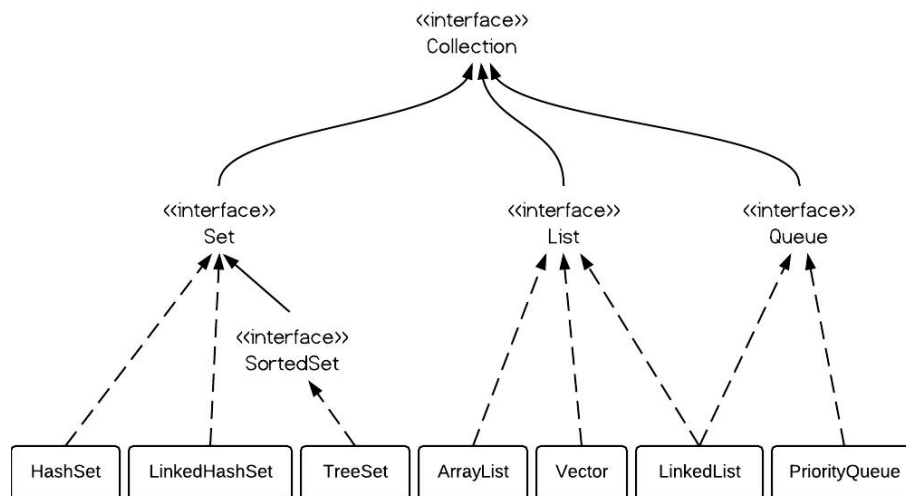 <<interface>>
Collection
<<interface>>
Set
<<interface>>
List
<<interface>>
Queue
<<interface>>
SortedSet
HashSet
LinkedHashSet
TreeSet
ArrayList
Vector
LinkedList
PriorityQueue